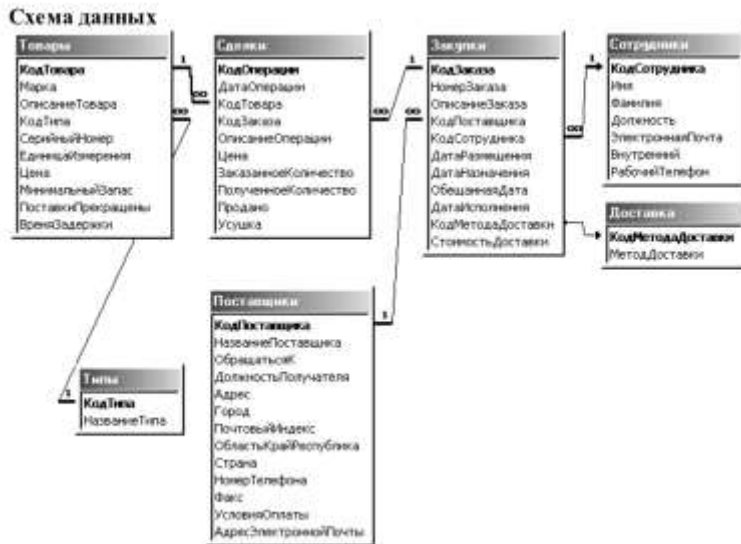 Схема данных
Товары
КодТовара
Марка
ОписаниеТовара
КодТипа
СерийныйНомер
ЕдиницаИзмерения
Цена
МинимальныйЗапас
ПоставкиПрекращены
ВремяЗадержки
Сделки
КодОперации
ДатаОперации
КодТовара
КодЗаказа
ОписаниеОперации
Цена
ЗаказанноеКоличество
ПолученноеКоличество
Продано
Усушка
Закупки
КодЗаказа
НомерЗаказа
ОписаниеЗаказа
КодПоставщика
КодСотрудника
ДатаРазмещения
ДатаНазначения
ОбещаннаяДата
ДатаИсполнения
КодМетодаДоставки
СтоимостьДоставки
Сотрудники
КодСотрудника
Имя
Фамилия
Должность
ЭлектроннаяПочта
Внутренний
РабочийТелефон
Доставка
КодМетодаДоставки
МетодДоставки
Поставщики
КодПоставщика
НазваниеПоставщика
ОбращатьсяК
ДолжностьПолучателя
Адрес
Город
ПочтовыйИндекс
ОбластьКрайРеспублика
Страна
НомерТелефона
Факс
УсловияОплаты
АдресЭлектроннойПочты
Типы
КодТипа
НазваниеТипа
1
∞
∞
1
∞
1
∞
∞
1
1